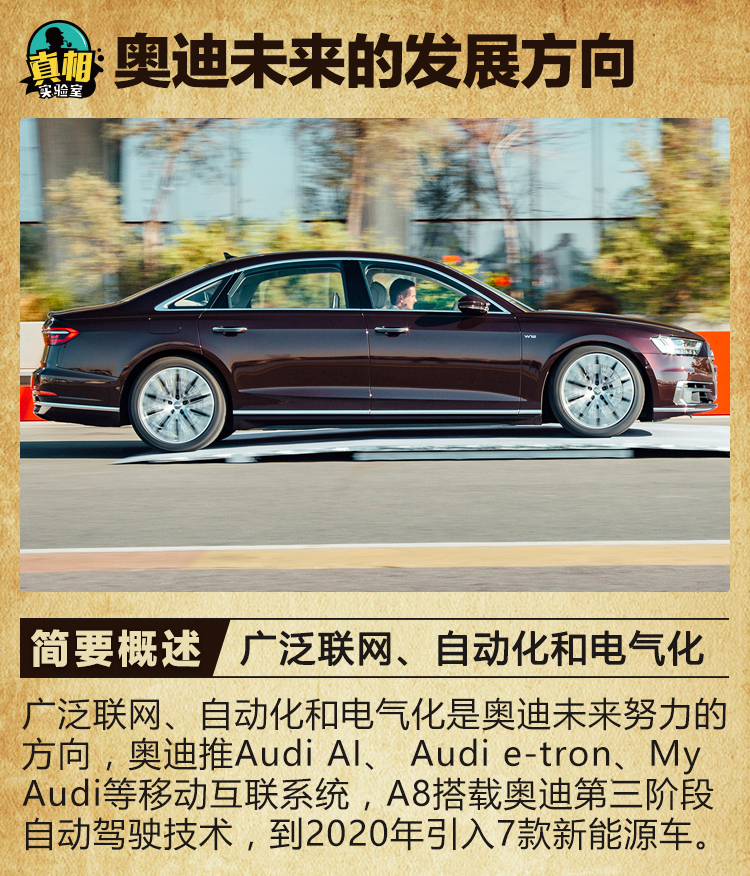 真相
实验室
奥迪未来的发展方向
W12
简要概述
广泛联网、自动化和电气化
广泛联网、自动化和电气化是奥迪未来努力的
方向，奥迪推Audi AI、 Audi e-tron、My
Audi等移动互联系统，A8搭载奥迪第三阶段
自动驾驶技术，到2020年引入7款新能源车。